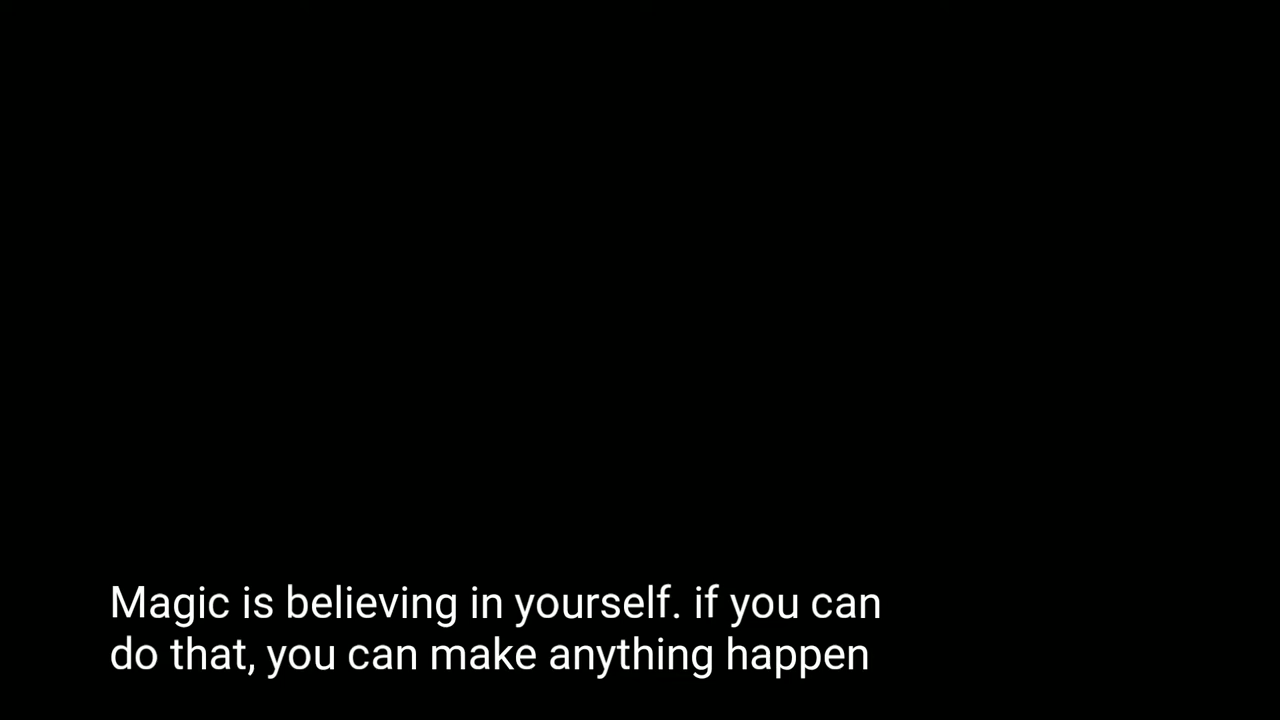 Magic is believing in yourself. if you can
do that, you can make anything happen